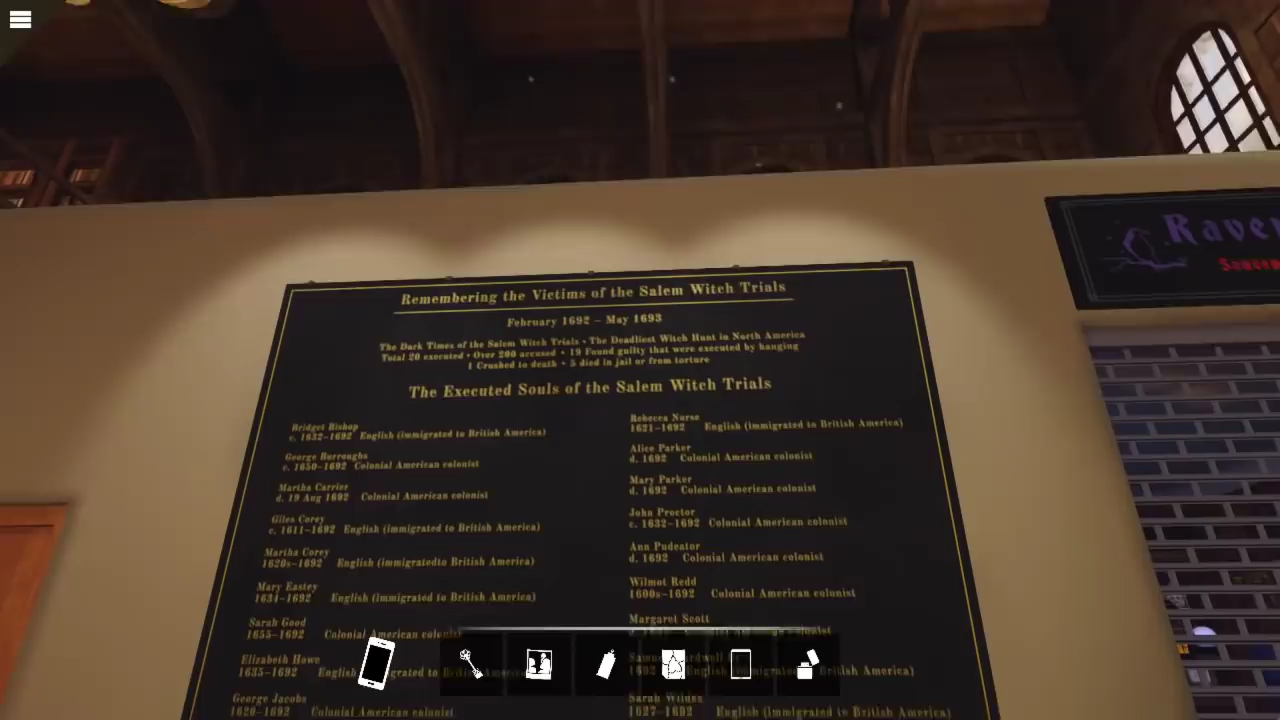 Remembering the Victims of the Salem Witch Trials
February 1692 – May 1693
The Dark Times of the Salem Witch Trials • The Deadliest Witch Hunt in North America
Total 20 executed • Over 200 accused • 19 Found guilty that were executed by hanging
1 Crushed to death • 5 died in jail or from torture
The Executed Souls of the Salem Witch Trials
Bridget Bishop
c. 1632–1692 English (immigrated to British America)
George Burroughs
c. 1650–1692 Colonial American colonist
Martha Carrier
d. 19 Aug 1692 Colonial American colonist
Giles Corey
c. 1611–1692 English (immigrated to British America)
Martha Corey
1620s–1692 English (immigratedto British America)
Mary Eastey
1634–1692 English (immigrated to British America)
Sarah Good
1655–1692 Colonial American
Elizabeth Howe
1635–1692 English to British America)
George Jacobs
1620–1692 Colonial American colonist
Rebecca Nurse
1621–1692 English (immigrated to British America)
Alice Parker
d. 1692 Colonial American colonist
Mary Parker
d. 1692 Colonial American colonist
John Proctor
c. 1632–1692 Colonial American colonist
Ann Pudeator
d. 1692 Colonial American colonist
Wilmot Redd
1600s–1692 Colonial American colonist
Margaret Scott
colonist
1692 English to British America)
Sarah Wildes
1627–1692 English (immigrated to British America)